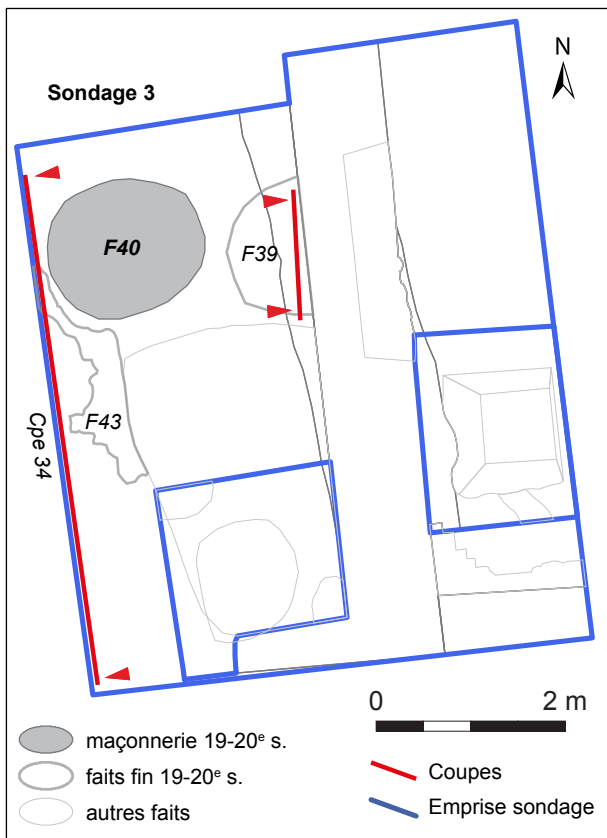 Sondage 3
N
F40
F39
F43
Cpe 34
0 2 m
maçonnerie 19-20e s.
faits fin 19-20e s.
autres faits
Coupes
Emprise sondage